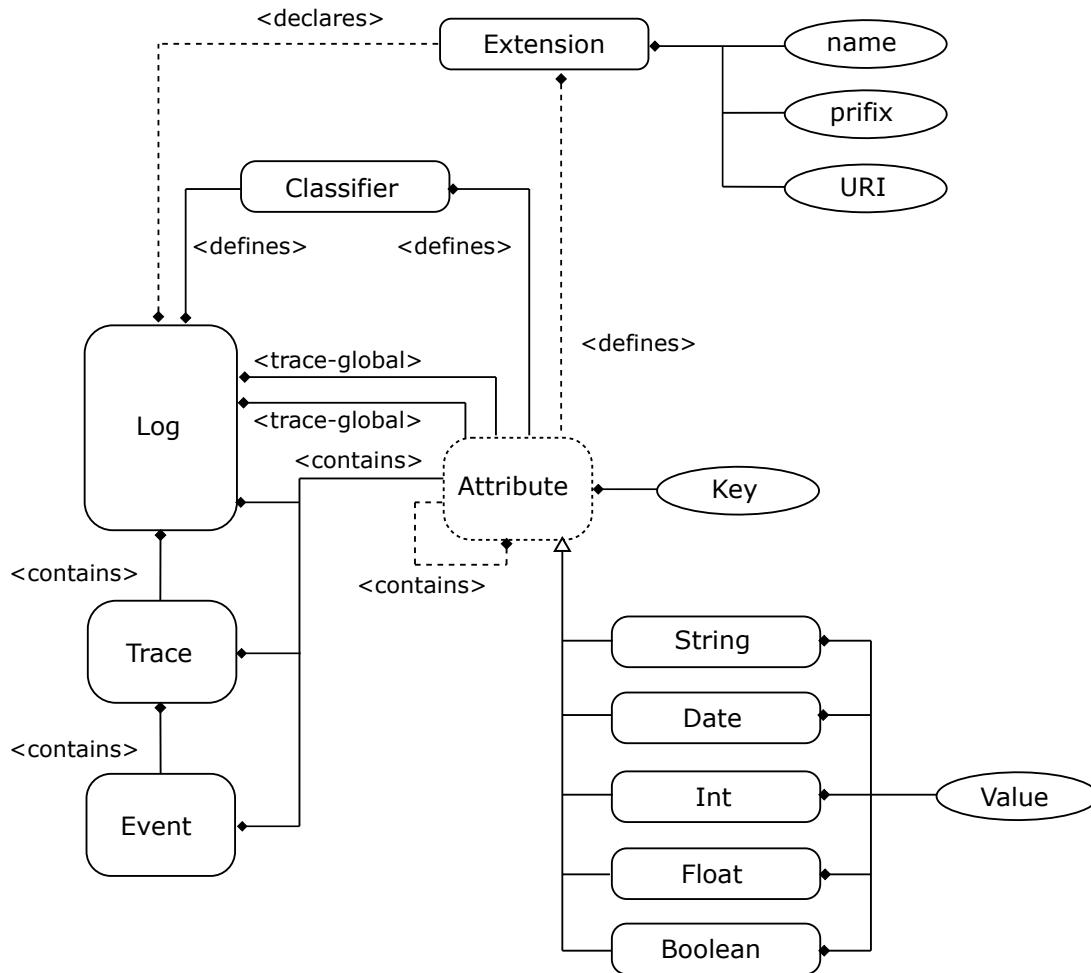 <declares>
Extension
name
prifix
URI
Classifier
<defines>
<defines>
<defines>
<trace-global>
<trace-global>
Log
<contains>
Attribute
Key
<contains>
<contains>
Trace
String
Date
<contains>
Int
Value
Event
Float
Boolean